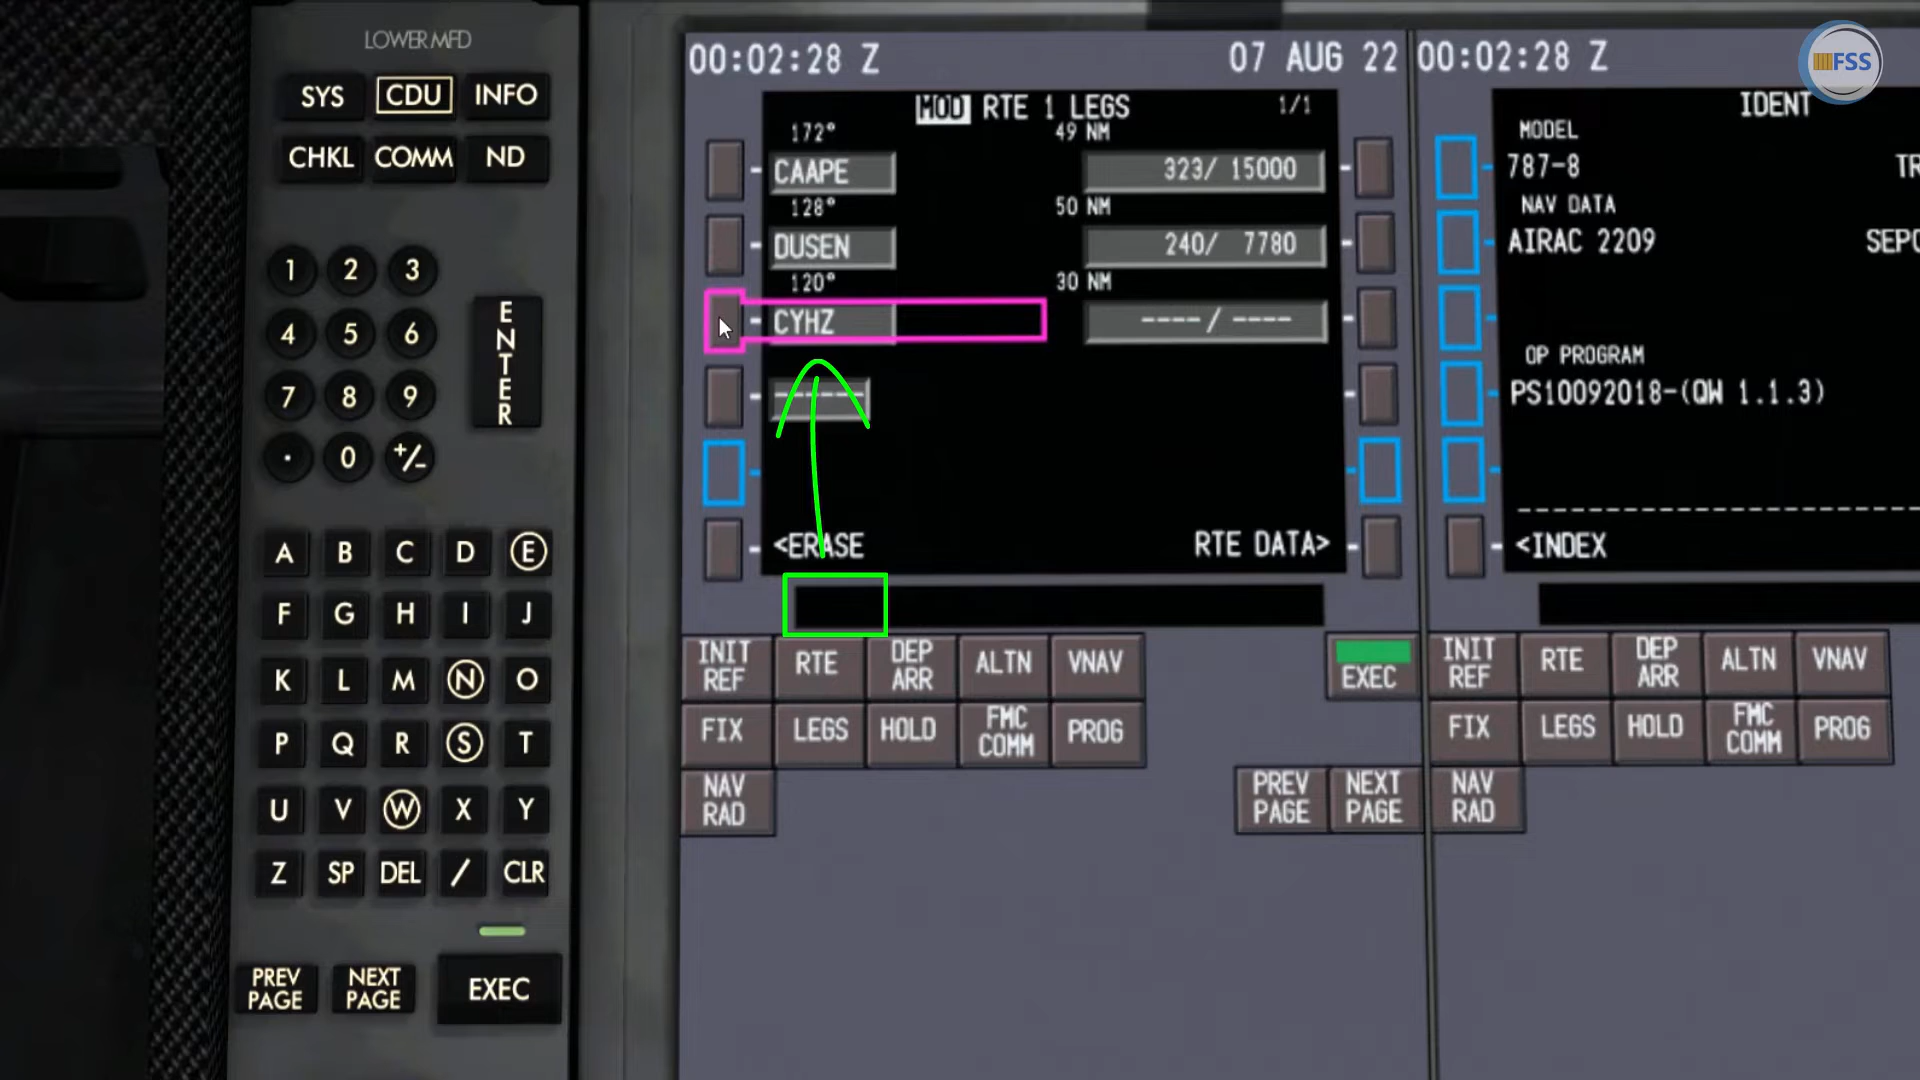 LOWER MFD
SYS CDU INFO
CHKL COMM ND
1 2 3
4 5 6
7 8 9
. 0 +/-
ENTER
A B C D E
F G H I J
K L M N O
P Q R S T
U V W X Y
Z SP DEL / CLR
PREV PAGE
NEXT PAGE
EXEC
00:02:28 Z 07 AUG 22
MOD RTE 1 LEGS 1/1
172° 49 NM
CAAPE 323/ 15000
128° 50 NM
DUSEN 240/ 7780
120° 30 NM
CYHZ ----/ ----
-----
<ERASE RTE DATA>
INIT REF
RTE
DEP ARR
ALTN
VNAV
EXEC
FIX
LEGS
HOLD
FMC COMM
PROG
NAV RAD
PREV PAGE
NEXT PAGE
00:02:28 Z
IDENT
MODEL
787-8 TR
NAV DATA
AIRAC 2209 SEP0
OP PROGRAM
PS10092018-(QW 1.1.3)
--------------------------
<INDEX
INIT REF
RTE
DEP ARR
ALTN
VNAV
FIX
LEGS
HOLD
FMC COMM
PROG
NAV RAD
FSS